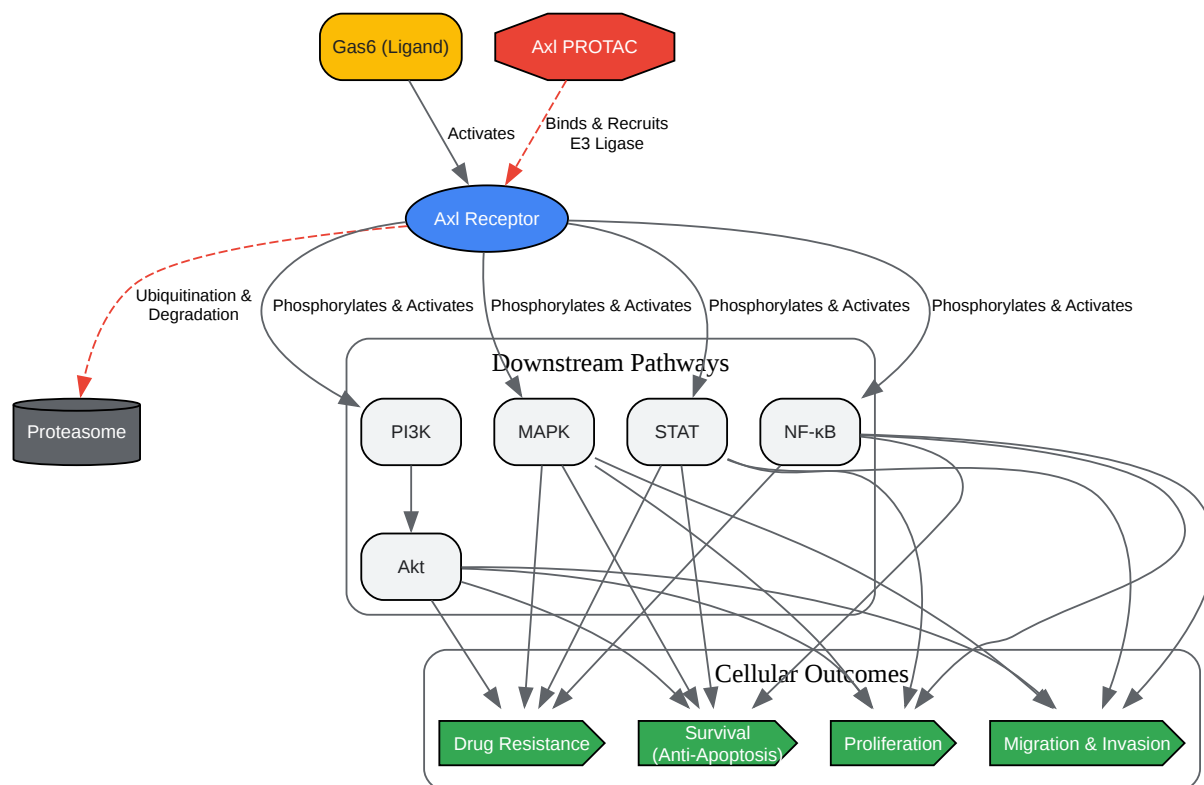 Gas6 (Ligand)
Axl PROTAC
Activates
Binds & Recruits
E3 Ligase
Axl Receptor
Ubiquitination &
Degradation
Phosphorylates & Activates
Phosphorylates & Activates
Phosphorylates & Activates
Phosphorylates & Activates
Downstream Pathways
Proteasome
PI3K
MAPK
STAT
NF-κB
Akt
Cellular Outcomes
Drug Resistance
Survival
(Anti-Apoptosis)
Proliferation
Migration & Invasion